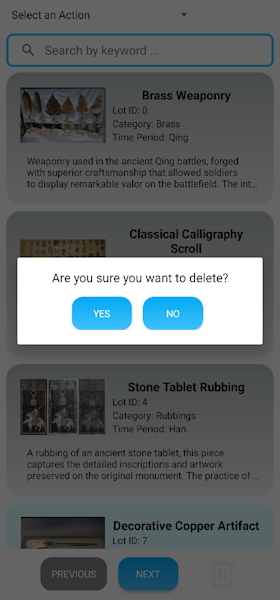 Select an Action
Search by keyword ...
Brass Weaponry
Lot ID: 0
Category: Brass
Time Period: Qing
Weaponry used in the ancient Qing battles, forged
with superior craftsmanship that allowed soldiers
to display remarkable valor on the battlefield. The int...
Classical Calligraphy
Scroll
Are you sure you want to delete?
YES
NO
Stone Tablet Rubbing
Lot ID: 4
Category: Rubbings
Time Period: Han
A rubbing of an ancient stone tablet, this piece
captures the detailed inscriptions and artwork
preserved on the original monument. The practice of ...
Decorative Copper Artifact
Lot ID: 7
PREVIOUS
NEXT